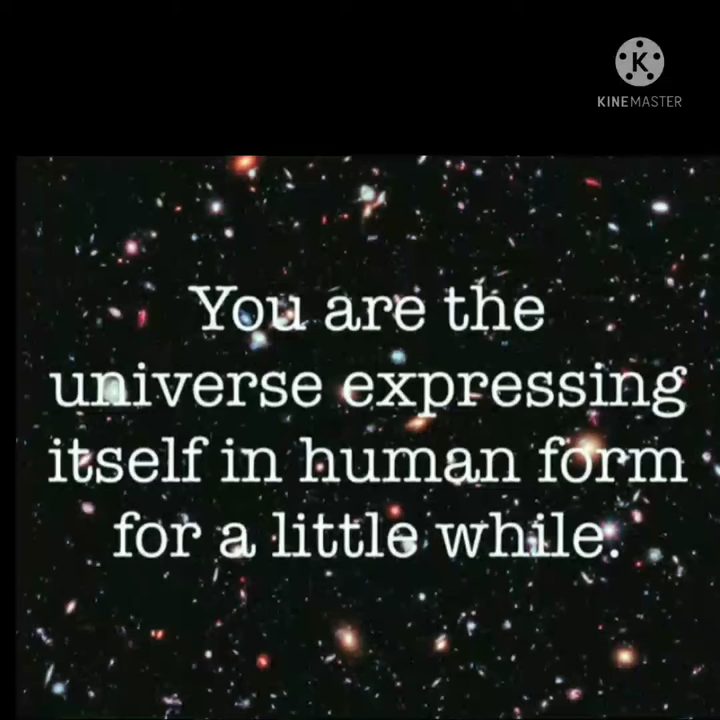 K
KINEMASTER
You are the
universe expressing
itself in human form
for a little while.